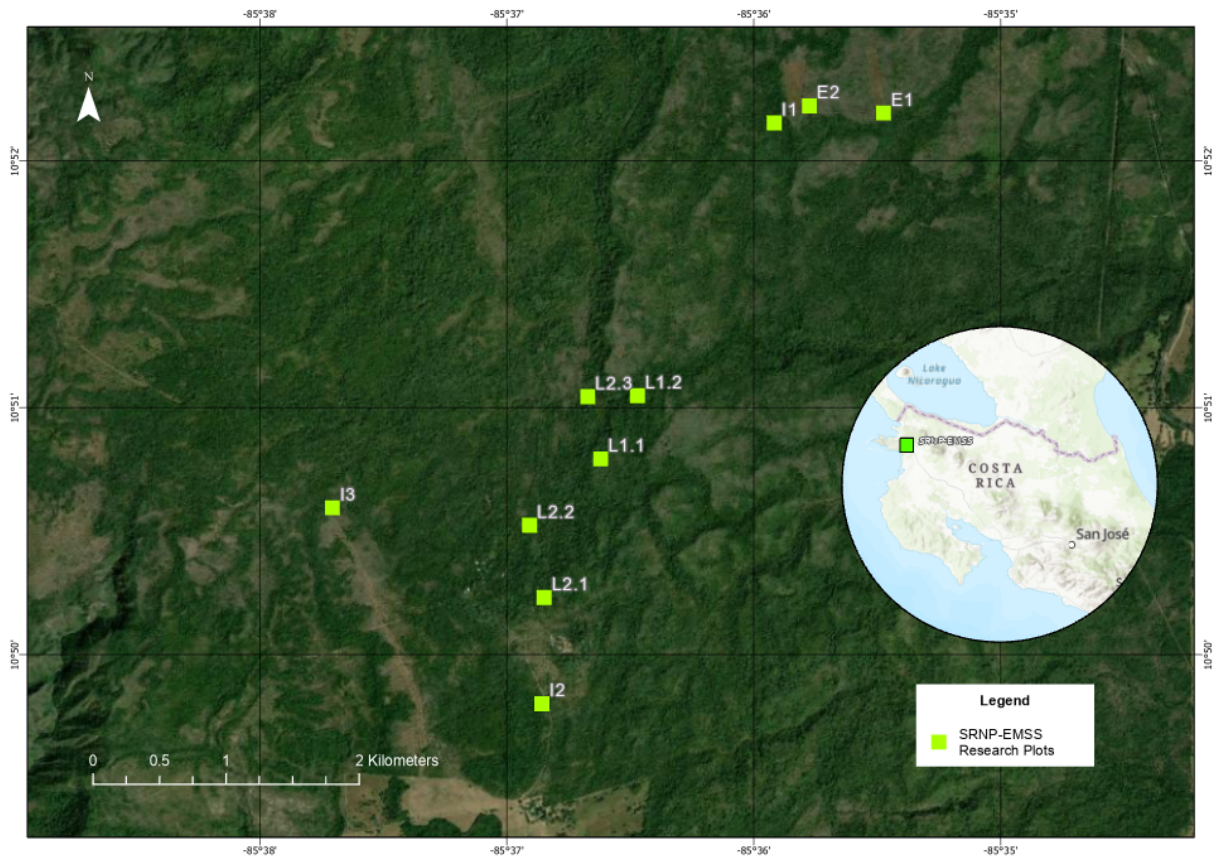 -85°38'
-85°37'
-85°36'
-85°35'
N
E2
E1
I1
10°52'
10°52'
Lake
Nicaragua
L2.3
L1.2
10°51'
10°51'
SRNP-EMSS
L1.1
COSTA
RICA
I3
L2.2
San José
S
L2.1
10°50'
10°50'
I2
Legend
SRNP-EMSS
Research Plots
0 0.5 1 2 Kilometers
-85°38'
-85°37'
-85°36'
-85°35'